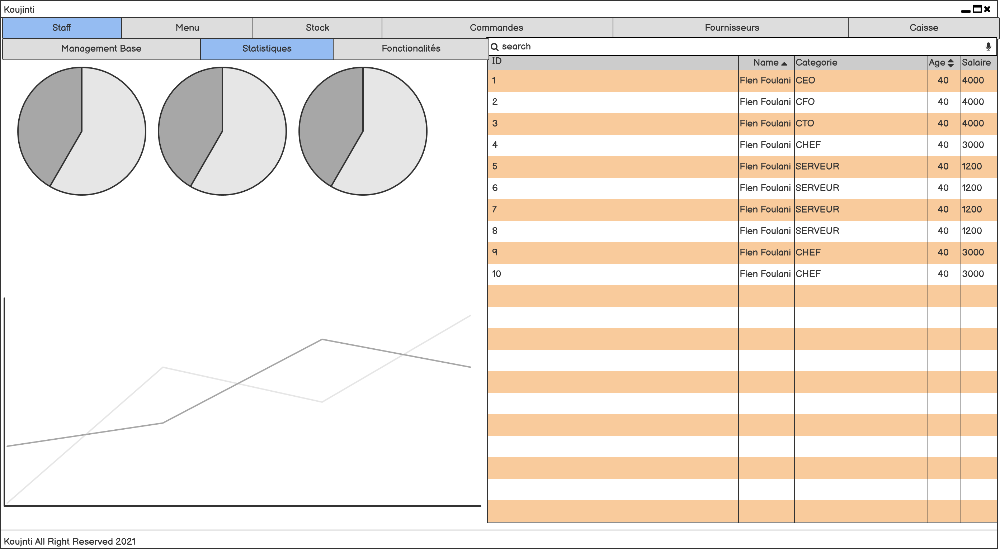 Koujinti
Staff Menu Stock Commandes Fournisseurs Caisse
Management Base Statistiques Fonctionalités
search
ID Name Categorie Age Salaire
1 Flen Foulani CEO 40 4000
2 Flen Foulani CFO 40 4000
3 Flen Foulani CTO 40 4000
4 Flen Foulani CHEF 40 3000
5 Flen Foulani SERVEUR 40 1200
6 Flen Foulani SERVEUR 40 1200
7 Flen Foulani SERVEUR 40 1200
8 Flen Foulani SERVEUR 40 1200
9 Flen Foulani CHEF 40 3000
10 Flen Foulani CHEF 40 3000
Koujnti All Right Reserved 2021